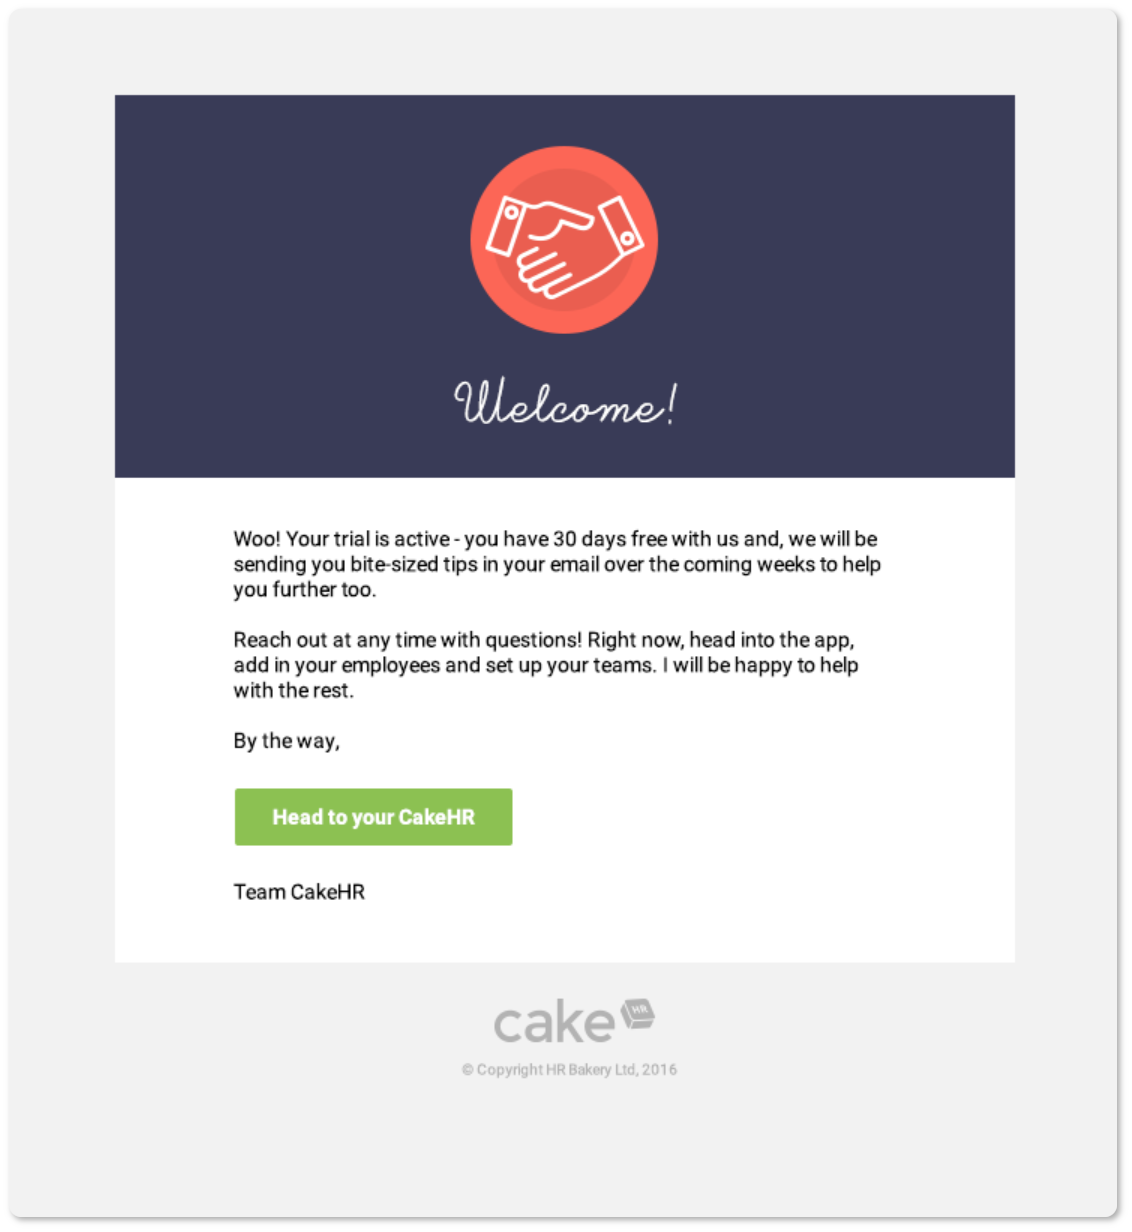 Welcome!
Woo! Your trial is active - you have 30 days free with us and, we will be
sending you bite-sized tips in your email over the coming weeks to help
you further too.
Reach out at any time with questions! Right now, head into the app,
add in your employees and set up your teams. I will be happy to help
with the rest.
By the way,
Head to your CakeHR
Team CakeHR
cake HR
© Copyright HR Bakery Ltd, 2016